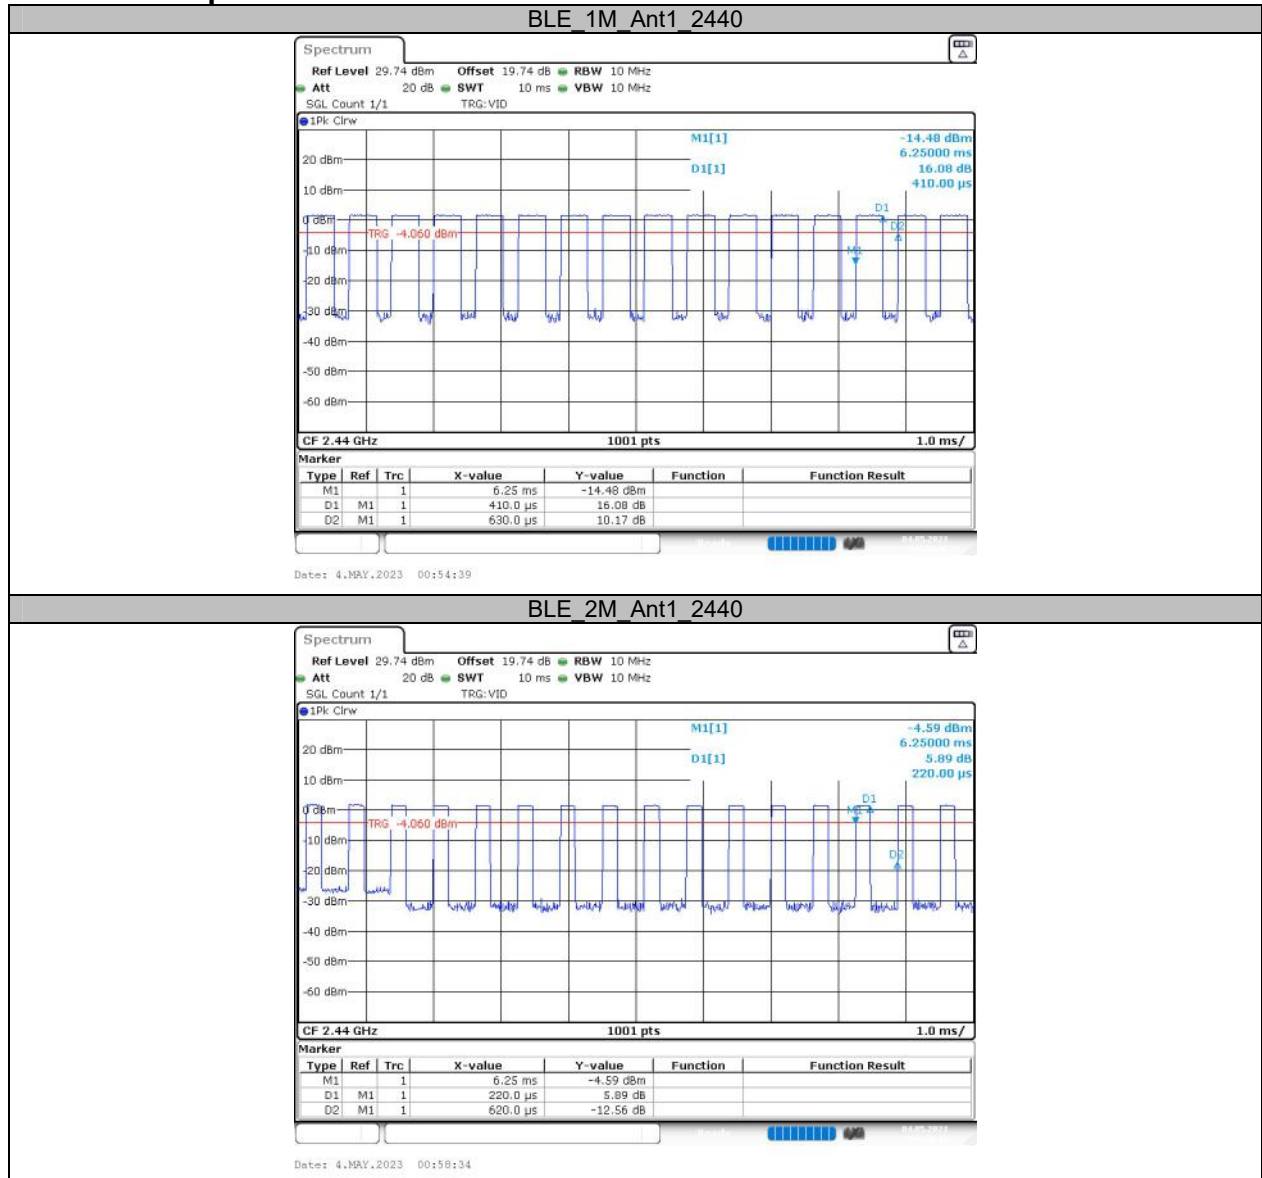 BLE_1M_Ant1_2440
Spectrum
Ref Level 29.74 dBm Offset 19.74 dB RBW 10 MHz
Att 20 dB SWT 10 ms VBW 10 MHz
SGL Count 1/1 TRG:VID
1Pk Clrw
M1[1] -14.48 dBm
6.25000 ms
D1[1] 16.08 dB
410.00 µs
20 dBm
10 dBm
0 dBm
TRG -4.060 dBm
-10 dBm
-20 dBm
-30 dBm
-40 dBm
-50 dBm
-60 dBm
D1
D2
M1
CF 2.44 GHz 1001 pts 1.0 ms/
Marker
Type Ref Trc X-value Y-value Function Function Result
M1 1 6.25 ms -14.48 dBm
D1 M1 1 410.0 µs 16.08 dB
D2 M1 1 630.0 µs 10.17 dB
Date: 4.MAY.2023 00:54:39
BLE_2M_Ant1_2440
Spectrum
Ref Level 29.74 dBm Offset 19.74 dB RBW 10 MHz
Att 20 dB SWT 10 ms VBW 10 MHz
SGL Count 1/1 TRG:VID
1Pk Clrw
M1[1] -4.59 dBm
6.25000 ms
D1[1] 5.89 dB
220.00 µs
20 dBm
10 dBm
0 dBm
TRG -4.060 dBm
-10 dBm
-20 dBm
-30 dBm
-40 dBm
-50 dBm
-60 dBm
D1
M1
D2
CF 2.44 GHz 1001 pts 1.0 ms/
Marker
Type Ref Trc X-value Y-value Function Function Result
M1 1 6.25 ms -4.59 dBm
D1 M1 1 220.0 µs 5.89 dB
D2 M1 1 620.0 µs -12.56 dB
Date: 4.MAY.2023 00:58:34